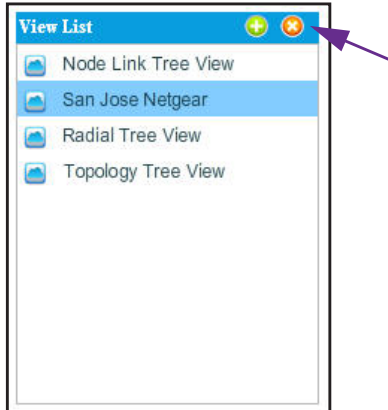 View List
Node Link Tree View
San Jose Netgear
Radial Tree View
Topology Tree View